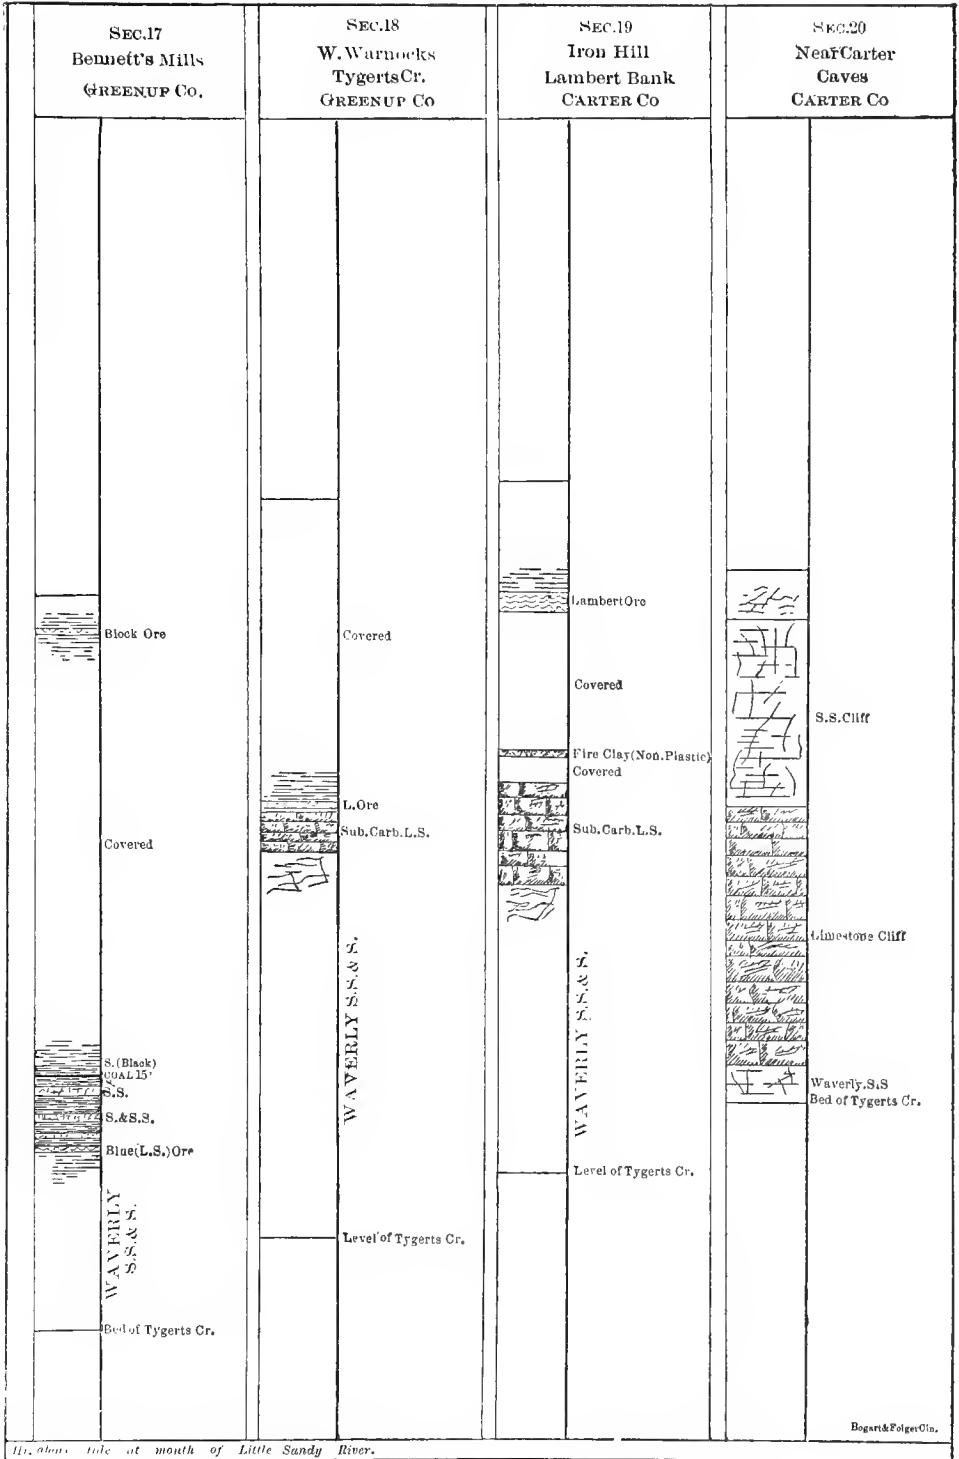 SEC.17
Bennett's Mills
GREENUP CO.
Block Ore
Covered
S.(Black)
COAL 15"
S.
S.S.
S.&S.S.
Blue(L.S.)Ore
WAVERLY
S.S.& S.
Bed of Tygerts Cr.
SEC.18
W. Warnocks
Tygerts Cr.
GREENUP CO
Covered
L.Ore
Sub.Carb.L.S.
WAVERLY S.S.& S.
Level of Tygerts Cr.
SEC.19
Iron Hill
Lambert Bank
CARTER CO
Lambert Ore
Covered
Fire Clay(Non.Plastic)
Covered
Sub.Carb.L.S.
WAVERLY S.S.& S.
Level of Tygerts Cr.
SEC.20
Near Carter
Caves
CARTER CO
S.S.Cliff
Limestone Cliff
Waverly.S.S
Bed of Tygerts Cr.
Bogart&FolgerCin.
above tide at mouth of Little Sandy River.